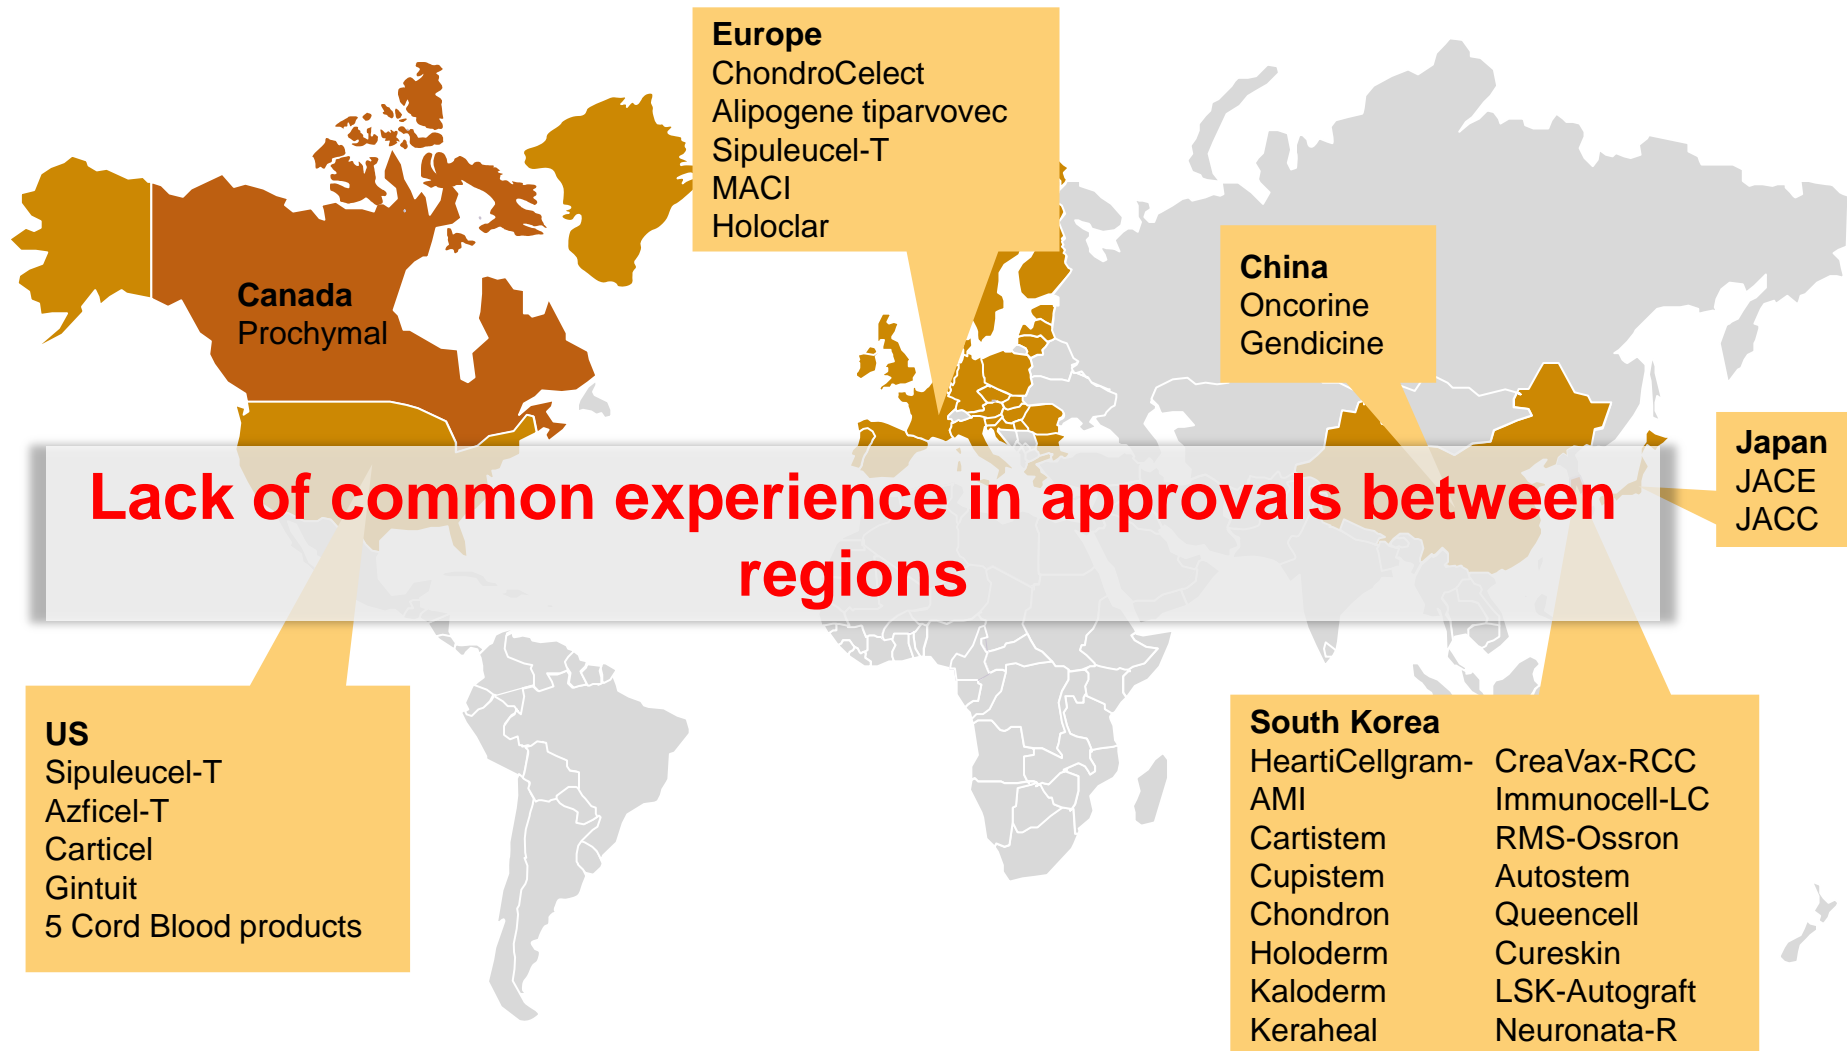 Europe
ChondroCelect
Alipogene tiparvovec
Sipuleucel-T
MACI
Holoclar
Canada
Prochymal
China
Oncorine
Gendicine
Japan
JACE
JACC
Lack of common experience in approvals between
regions
US
Sipuleucel-T
Azficel-T
Carticel
Gintuit
5 Cord Blood products
South Korea
HeartiCellgram-
AMI
Cartistem
Cupistem
Chondron
Holoderm
Kaloderm
Keraheal
CreaVax-RCC
Immunocell-LC
RMS-Ossron
Autostem
Queencell
Cureskin
LSK-Autograft
Neuronata-R